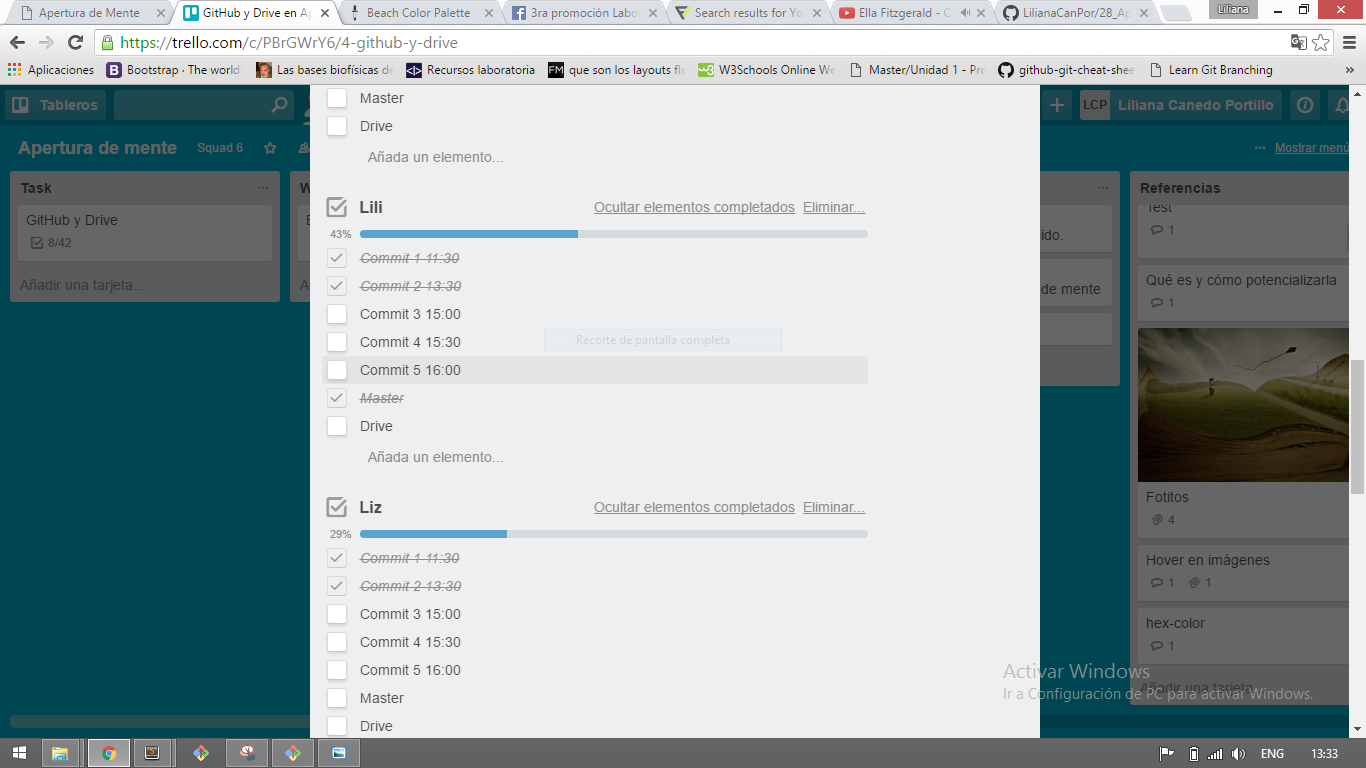 Apertura de Mente
GitHub y Drive en Ap
Beach Color Palette
3ra promoción Labo
Search results for Yo
Ella Fitzgerald - C
LilianaCanPor/28_Ap
Liliana
https://trello.com/c/PBrGWrY6/4-github-y-drive
Aplicaciones
Bootstrap · The world'
Las bases biofísicas de
Recursos laboratoria
FM que son los layouts fle
W3Schools Online We
Master/Unidad 1 - Pre
github-git-cheat-shee
Learn Git Branching
»
Tableros
LCP Liliana Canedo Portillo
Apertura de mente
Squad 6
Mostrar menú
Task
GitHub y Drive
8/42
Añadir una tarjeta...
W
A
Master
Drive
Añada un elemento...
Lili
Ocultar elementos completados
Eliminar...
43%
Commit 1 11:30
Commit 2 13:30
Commit 3 15:00
Commit 4 15:30
Recorte de pantalla completa
Commit 5 16:00
Master
Drive
Añada un elemento...
Liz
Ocultar elementos completados
Eliminar...
29%
Commit 1 11:30
Commit 2 13:30
Commit 3 15:00
Commit 4 15:30
Commit 5 16:00
Master
Drive
ido.
de mente
Referencias
Test
1
Qué es y cómo potencializarla
1
Fotitos
4
Hover en imágenes
1 1
hex-color
1
Añadir una tarjeta...
Activar Windows
Ir a Configuración de PC para activar Windows.
ENG
13:33